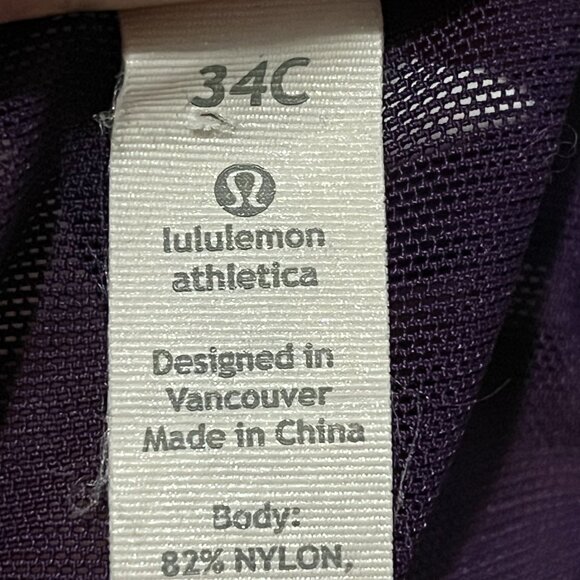 34C
lululemon
athletica
Designed in
Vancouver
Made in China
Body:
82% NYLON,